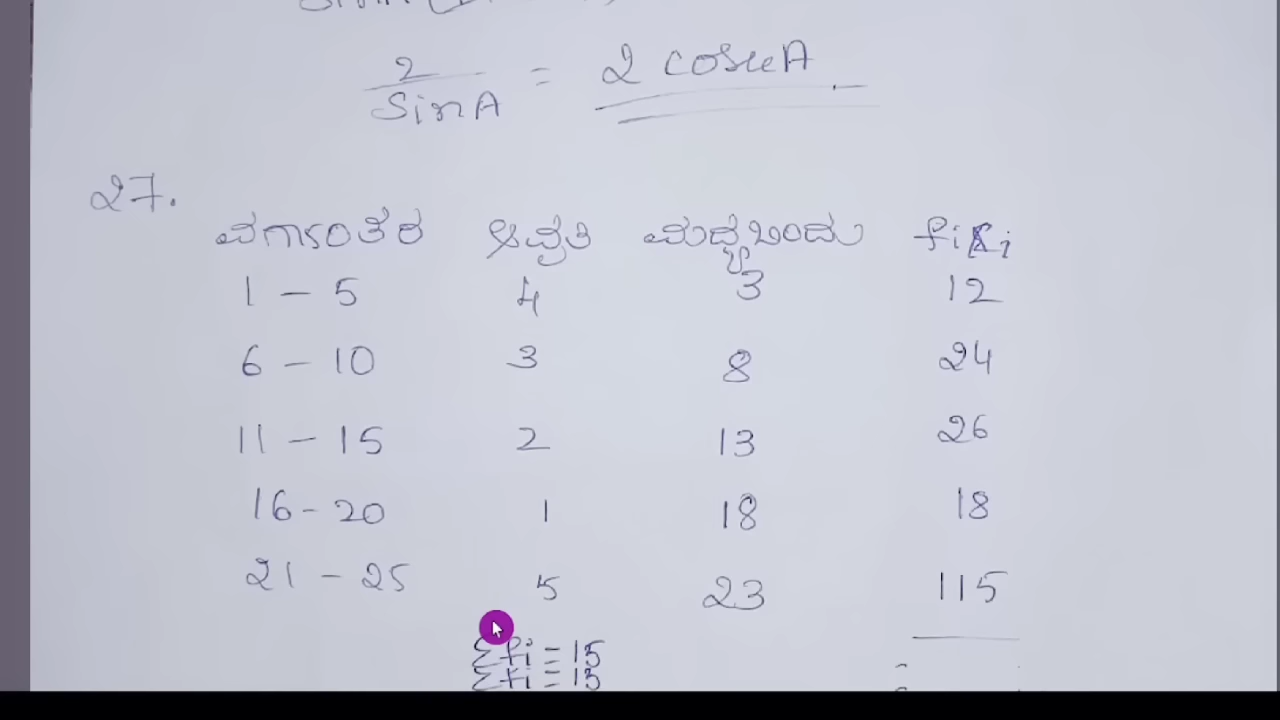 2 / SinA = 2 cosecA
27.
ವರ್ಗಾಂತರ ಆವೃತಿ ಮಧ್ಯಬಿಂದು fixi
1 - 5 4 3 12
6 - 10 3 8 24
11 - 15 2 13 26
16 - 20 1 18 18
21 - 25 5 23 115
Σfi = 15
Σfi = 15